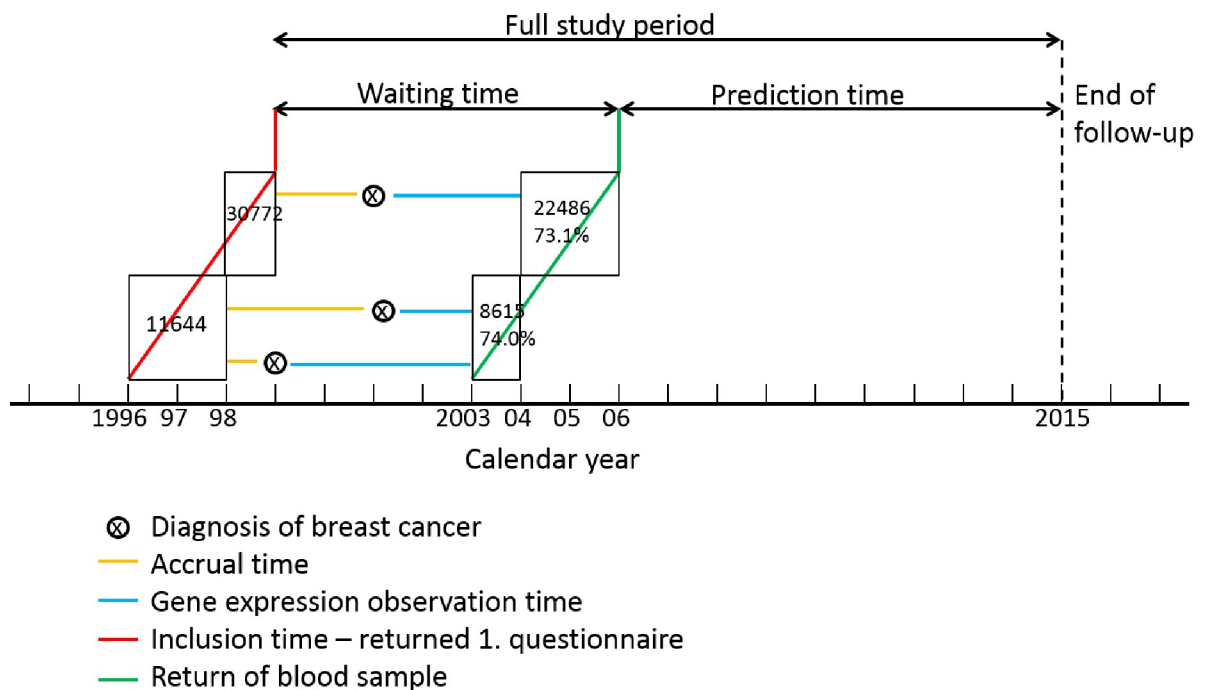 Full study period
Waiting time
Prediction time
End of
follow-up
30772
22486
73.1%
11644
8615
74.0%
1996 97 98 2003 04 05 06 2015
Calendar year
Diagnosis of breast cancer
Accrual time
Gene expression observation time
Inclusion time – returned 1. questionnaire
Return of blood sample